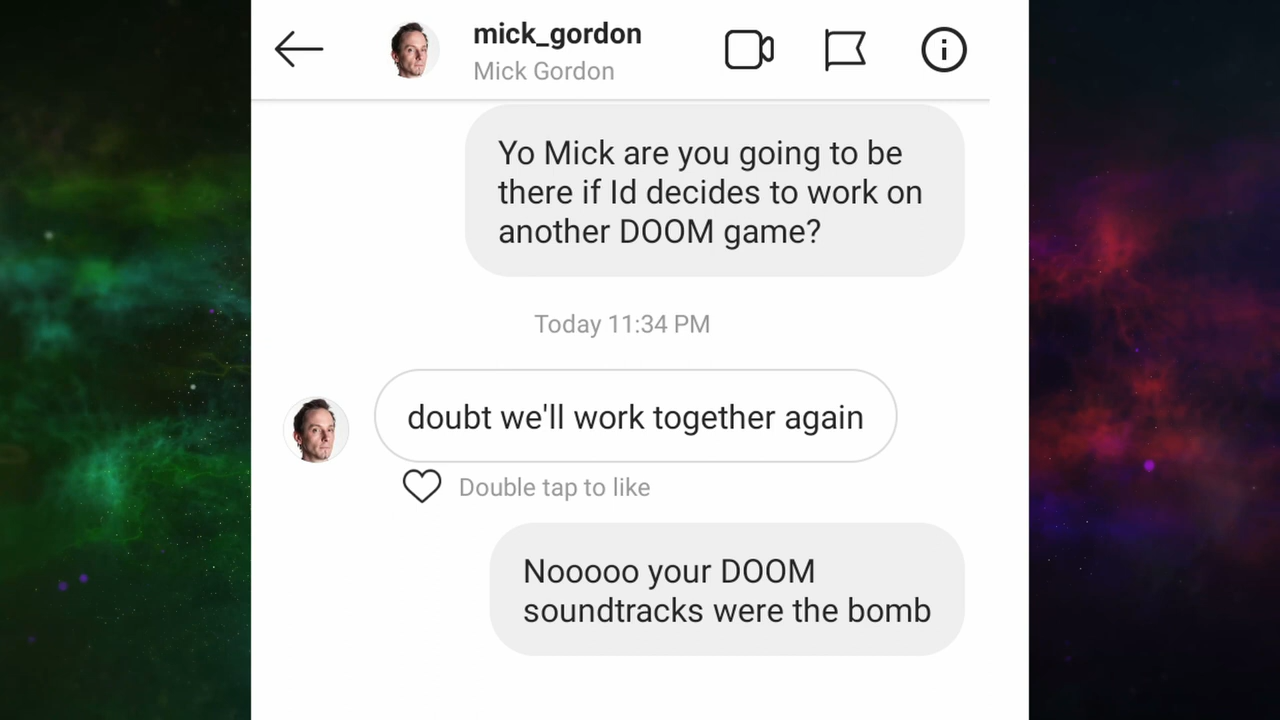 mick_gordon
Mick Gordon
Yo Mick are you going to be
there if Id decides to work on
another DOOM game?
Today 11:34 PM
doubt we'll work together again
Double tap to like
Nooooo your DOOM
soundtracks were the bomb